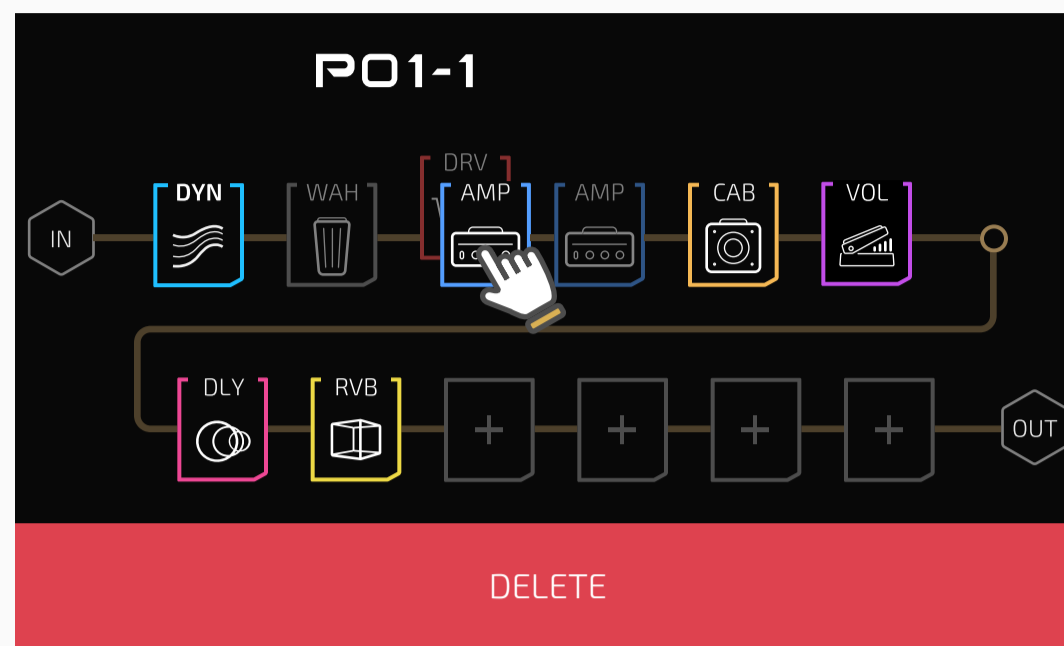 P01-1
DRV
IN DYN WAH AMP AMP CAB VOL
DLY RVB + + + + OUT
DELETE